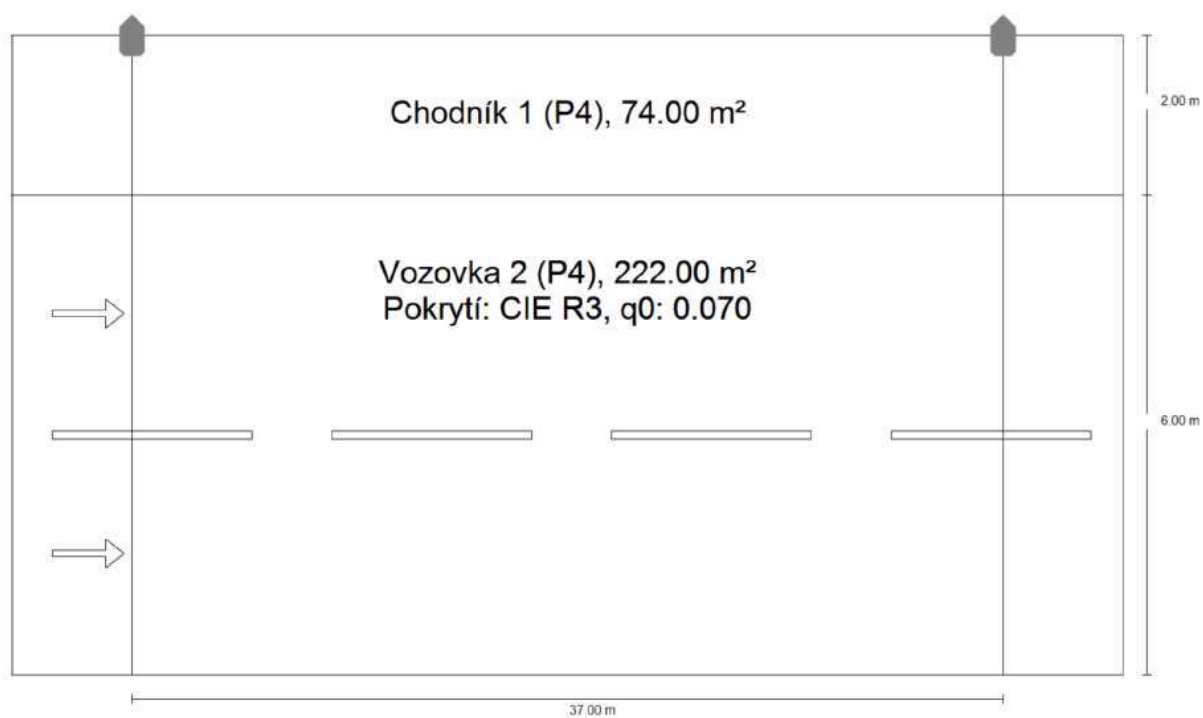 Chodník 1 (P4), 74.00 m²
2.00 m
Vozovka 2 (P4), 222.00 m²
Pokrytí: CIE R3, q0: 0.070
6.00 m
37.00 m